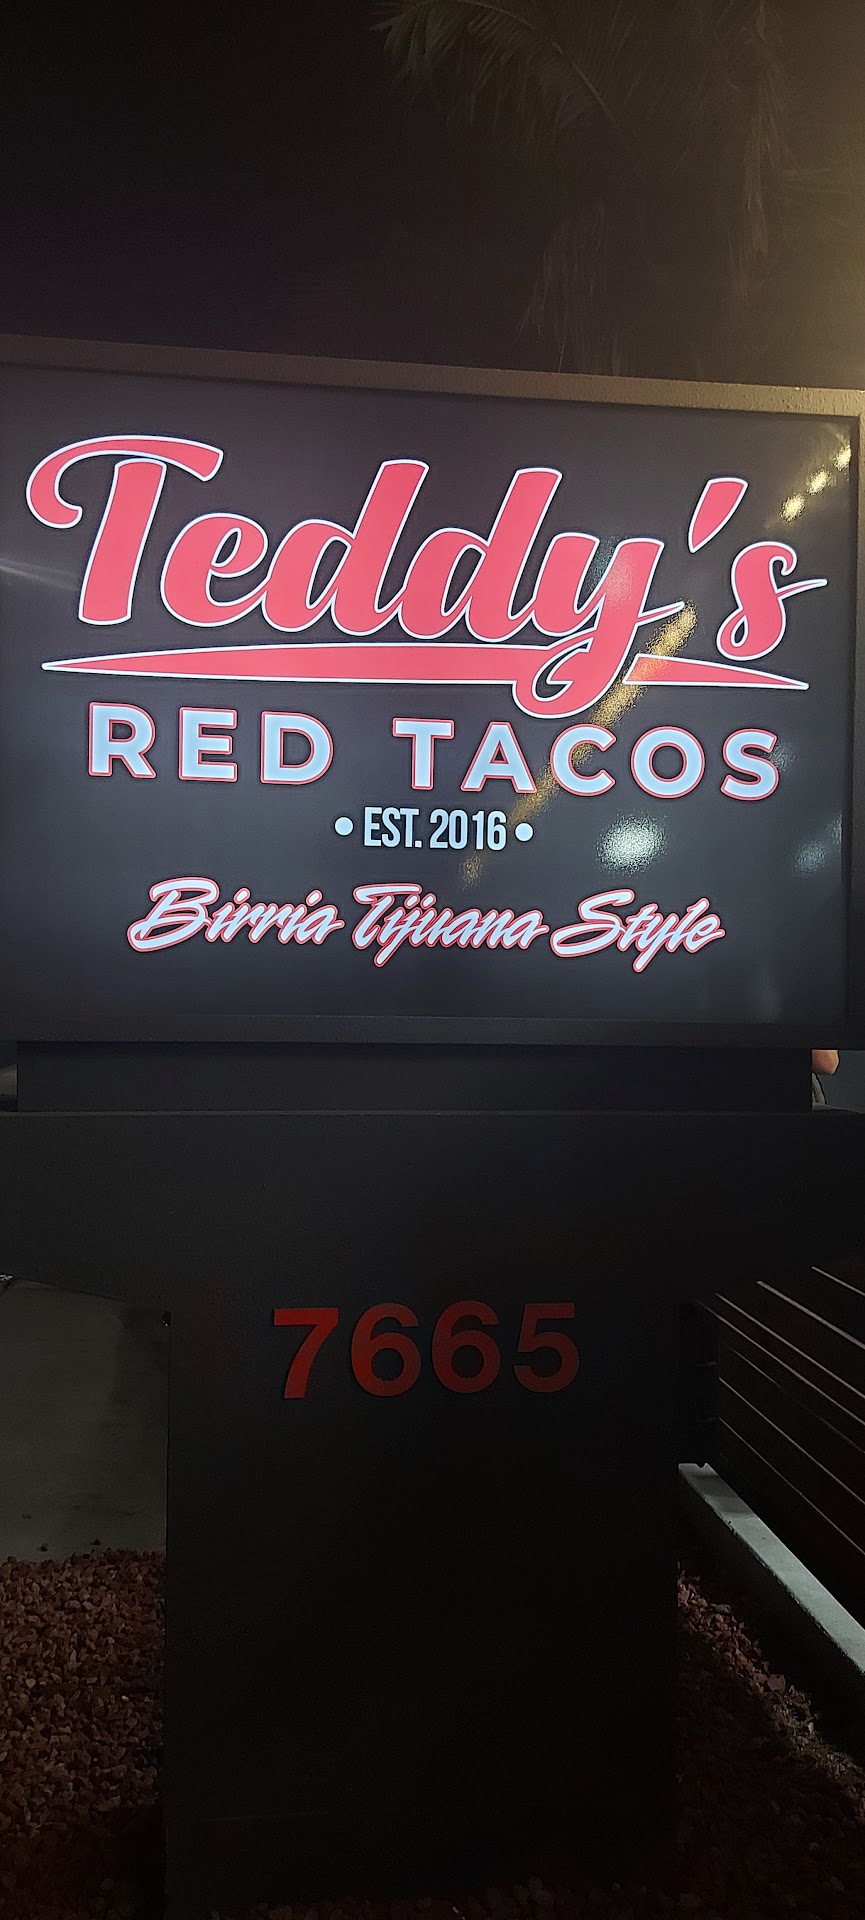 Teddy's
RED TACOS
• EST. 2016 •
Birria Tijuana Style
7665